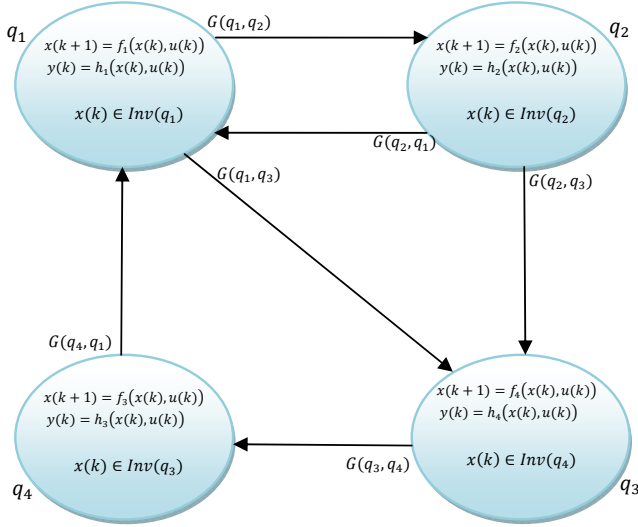 q₁
x(k + 1) = f₁(x(k), u(k))
y(k) = h₁(x(k), u(k))
x(k) ∈ Inv(q₁)
G(q₁, q₂)
q₂
x(k + 1) = f₂(x(k), u(k))
y(k) = h₂(x(k), u(k))
x(k) ∈ Inv(q₂)
G(q₂, q₁)
G(q₁, q₃)
G(q₂, q₃)
G(q₄, q₁)
x(k + 1) = f₃(x(k), u(k))
y(k) = h₃(x(k), u(k))
x(k) ∈ Inv(q₃)
q₄
G(q₃, q₄)
x(k + 1) = f₄(x(k), u(k))
y(k) = h₄(x(k), u(k))
x(k) ∈ Inv(q₄)
q₃